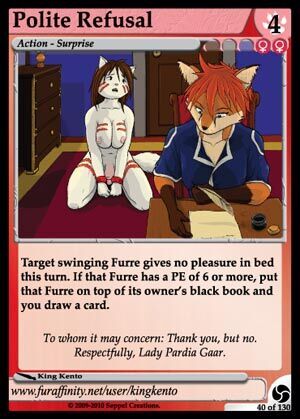 Polite Refusal
4
Action - Surprise
Target swinging Furre gives no pleasure in bed
this turn. If that Furre has a PE of 6 or more, put
that Furre on top of its owner's black book and
you draw a card.
To whom it may concern: Thank you, but no.
Respectfully, Lady Pardia Gaar.
King Kento
www.furaffinity.net/user/kingkento
© 2009-2010 Seppel Creations.
40 of 130